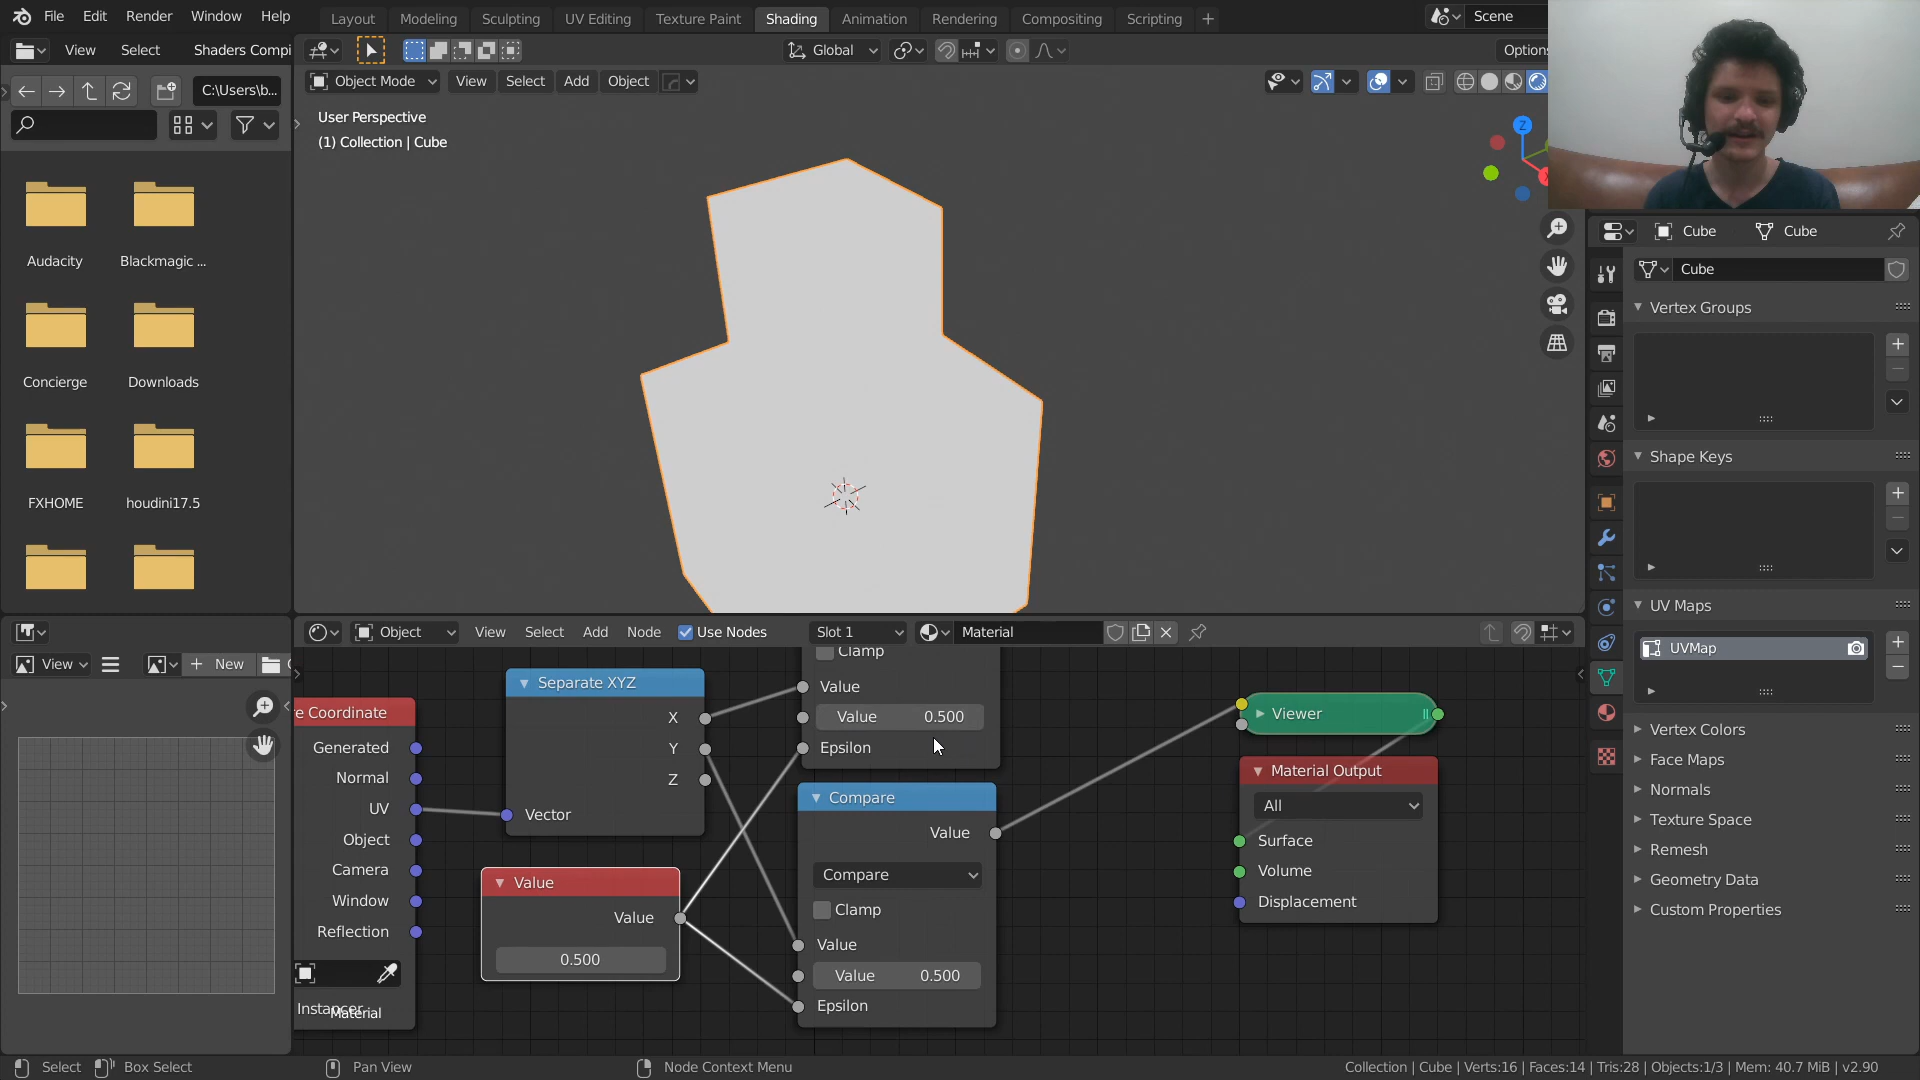 File Edit Render Window Help Layout Modeling Sculpting UV Editing Texture Paint Shading Animation Rendering Compositing Scripting + Scene
View Select Shaders Compi Global Options
C:\Users\b... Object Mode View Select Add Object
User Perspective
(1) Collection | Cube
Z
X
Audacity Blackmagic ...
Concierge Downloads
FXHOME houdini17.5
Cube Cube
Cube
Vertex Groups
Shape Keys
UV Maps
UVMap
Vertex Colors
Face Maps
Normals
Texture Space
Remesh
Geometry Data
Custom Properties
Object View Select Add Node Use Nodes Slot 1 Material
View New
e Coordinate
Generated
Normal
UV
Object
Camera
Window
Reflection
Instancer
Material
Separate XYZ
X
Y
Z
Vector
Value
Value
0.500
Clamp
Value
Value 0.500
Epsilon
Compare
Value
Compare
Clamp
Value
Value 0.500
Epsilon
Viewer
Material Output
All
Surface
Volume
Displacement
Select Box Select Pan View Node Context Menu Collection | Cube | Verts:16 | Faces:14 | Tris:28 | Objects:1/3 | Mem: 40.7 MiB | v2.90